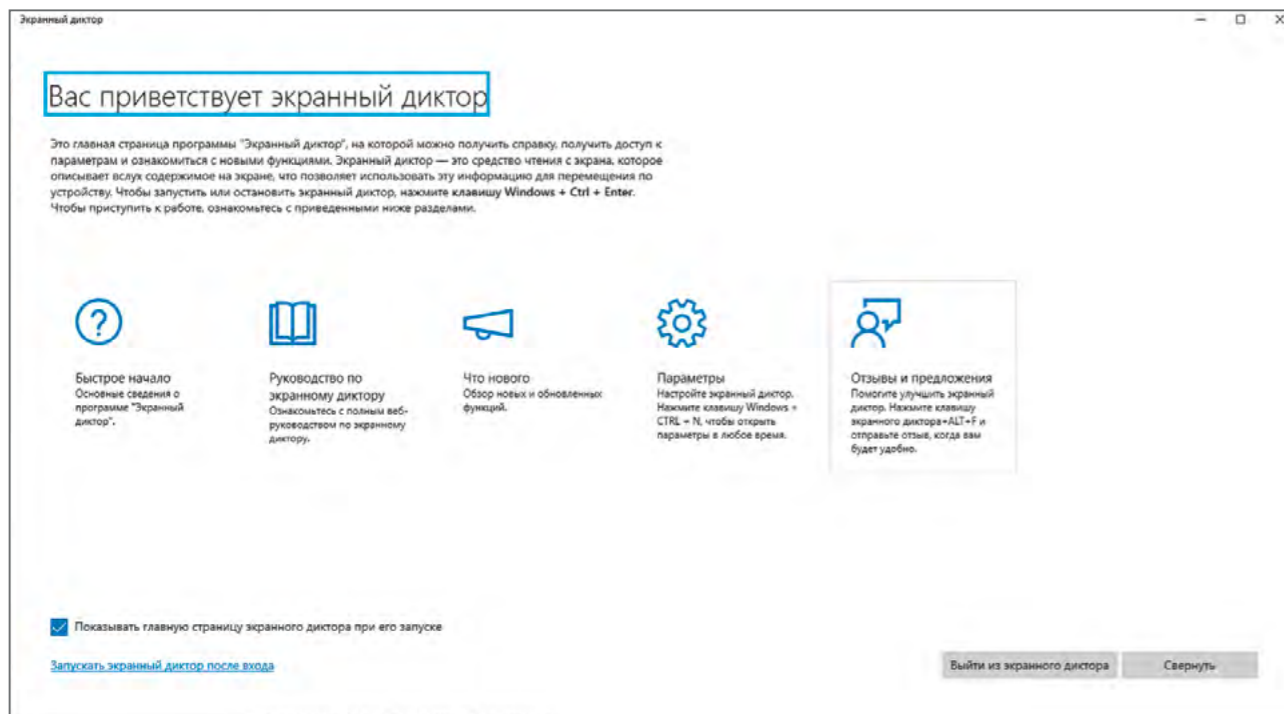 Экранный диктор
Вас приветствует экранный диктор
Это главная страница программы "Экранный диктор", на которой можно получить справку, получить доступ к
параметрам и ознакомиться с новыми функциями. Экранный диктор — это средство чтения с экрана, которое
описывает вслух содержимое на экране, что позволяет использовать эту информацию для перемещения по
устройству. Чтобы запустить или остановить экранный диктор, нажмите клавишу Windows + Ctrl + Enter.
Чтобы приступить к работе, ознакомьтесь с приведенными ниже разделами.
Быстрое начало
Основные сведения о
программе "Экранный
диктор".
Руководство по
экранному диктору
Ознакомьтесь с полным веб-
руководством по экранному
диктору.
Что нового
Обзор новых и обновленных
функций.
Параметры
Настройте экранный диктор.
Нажмите клавишу Windows +
CTRL + N, чтобы открыть
параметры в любое время.
Отзывы и предложения
Помогите улучшить экранный
диктор. Нажмите клавишу
экранного диктора+ALT+F и
отправьте отзыв, когда вам
будет удобно.
Показывать главную страницу экранного диктора при его запуске
Запускать экранный диктор после входа
Выйти из экранного диктора
Свернуть